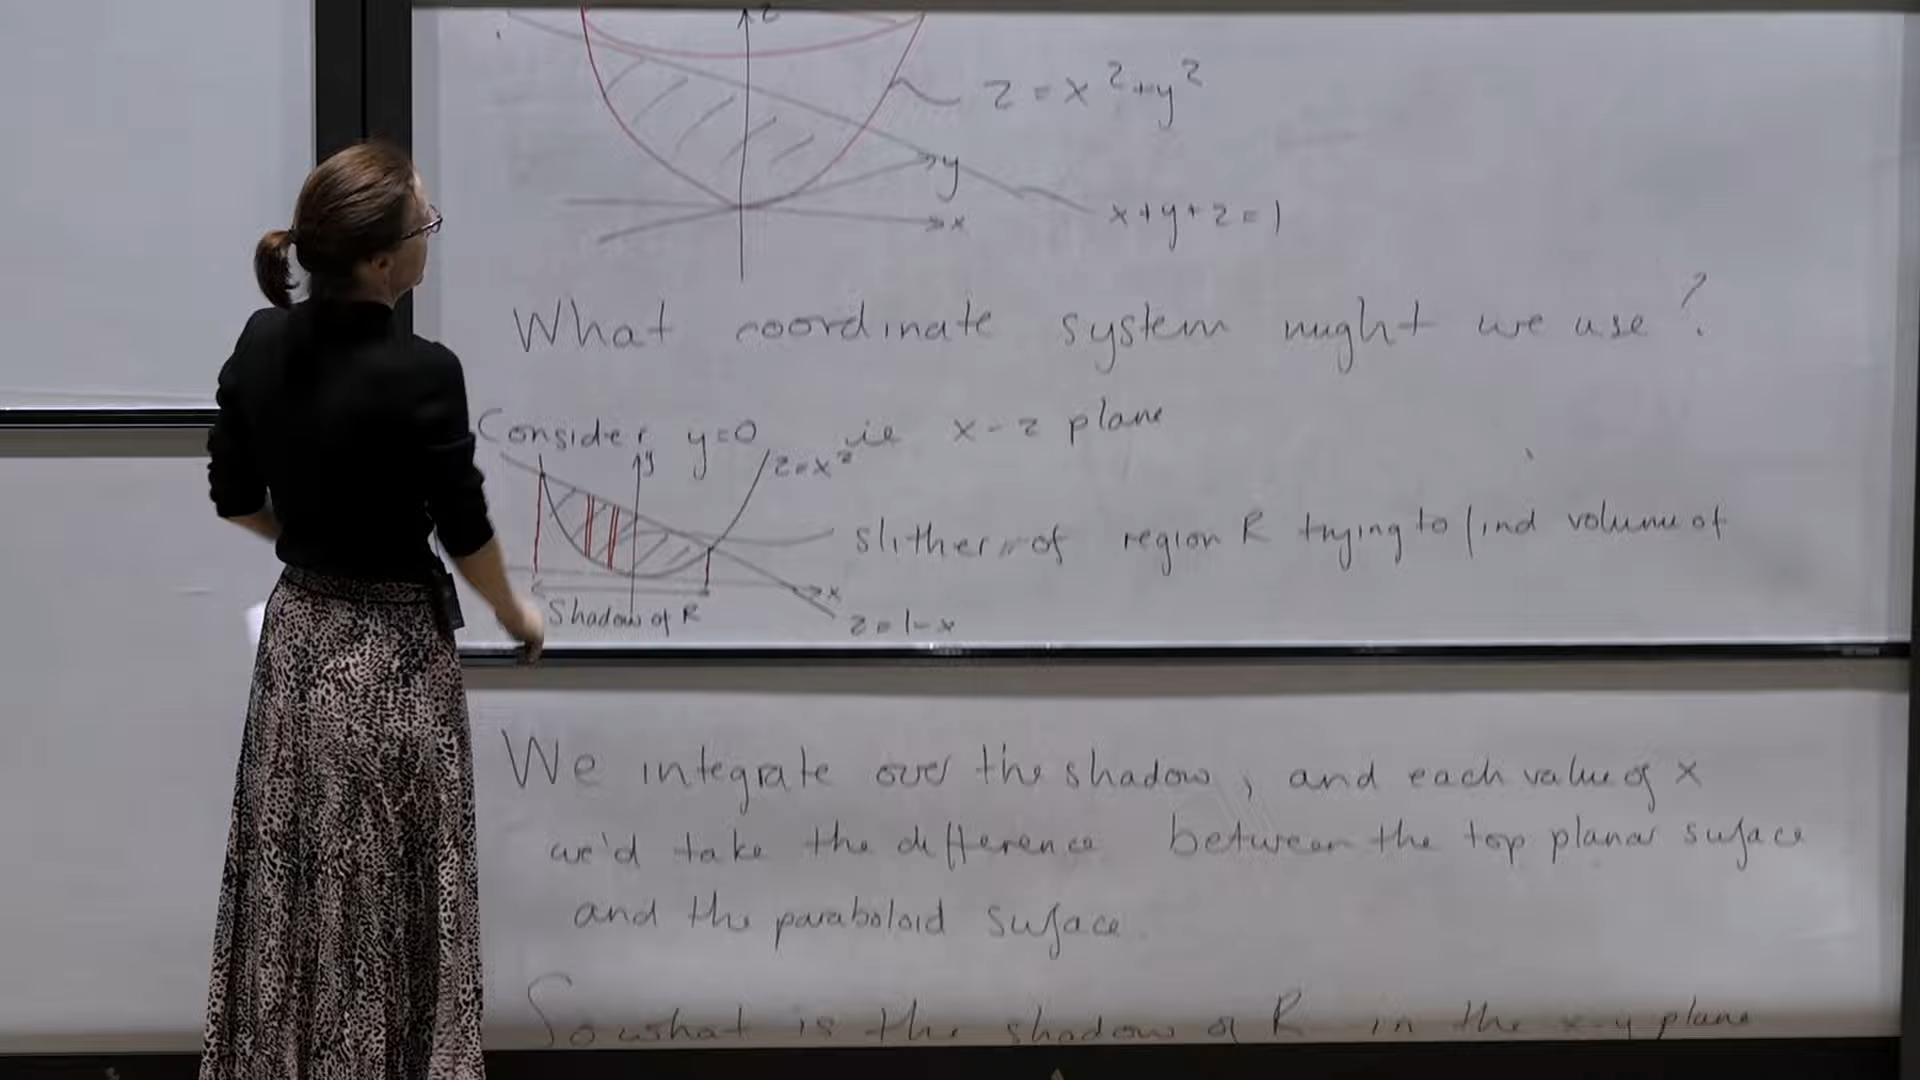 z
z = x²+y²
y
x
x+y+z=1
What coordinate system might we use?
Consider y=0 ie x-z plane
y
z=x²
slither of region R trying to find volume of
x
Shadow of R
z=1-x
We integrate over the shadow, and each value of x
we'd take the difference between the top planar surface
and the paraboloid surface.
So what is the shadow of R in the x-y plane